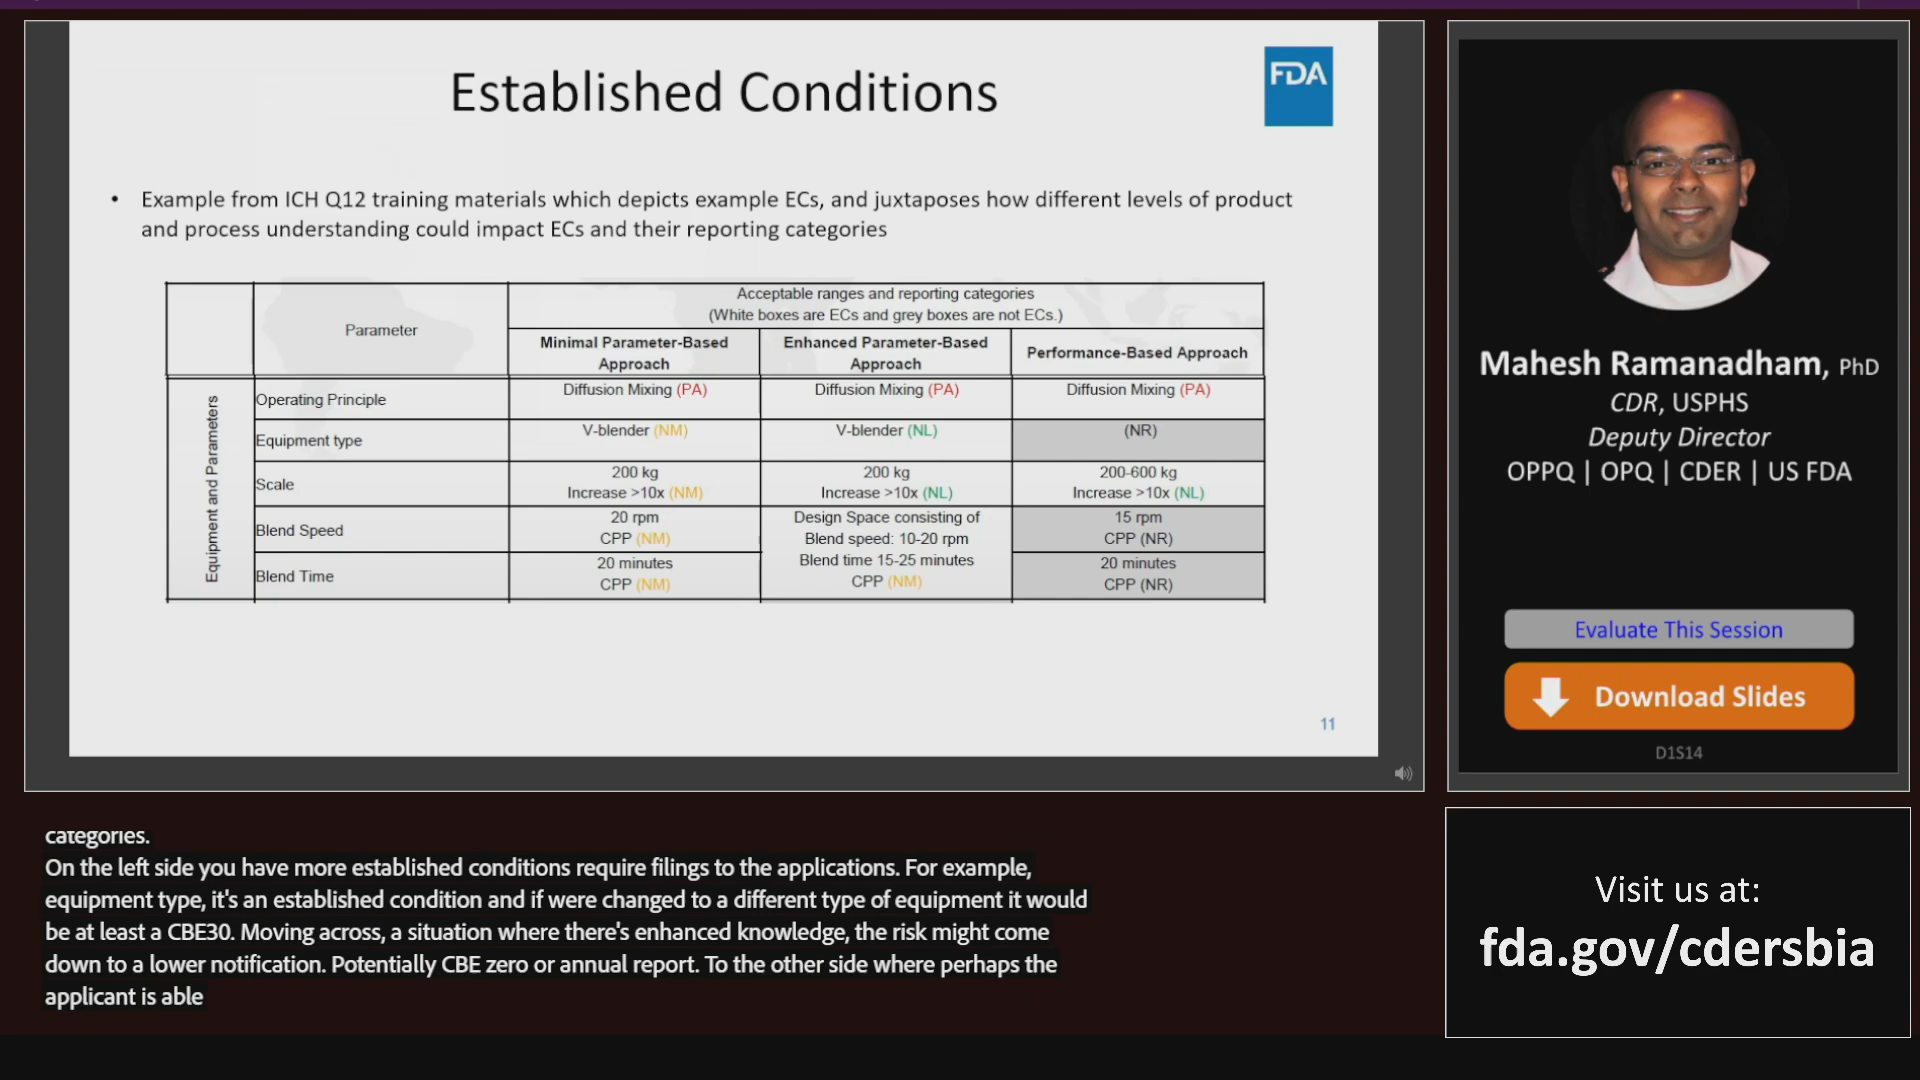 Established Conditions
FDA
• Example from ICH Q12 training materials which depicts example ECs, and juxtaposes how different levels of product
and process understanding could impact ECs and their reporting categories
Parameter
Acceptable ranges and reporting categories
(White boxes are ECs and grey boxes are not ECs.)
Minimal Parameter-Based
Approach
Enhanced Parameter-Based
Approach
Performance-Based Approach
Equipment and Parameters
Operating Principle
Diffusion Mixing (PA)
Diffusion Mixing (PA)
Diffusion Mixing (PA)
Equipment type
V-blender (NM)
V-blender (NL)
(NR)
Scale
200 kg
Increase >10x (NM)
200 kg
Increase >10x (NL)
200-600 kg
Increase >10x (NL)
Blend Speed
20 rpm
CPP (NM)
Design Space consisting of
Blend speed: 10-20 rpm
Blend time 15-25 minutes
CPP (NM)
15 rpm
CPP (NR)
Blend Time
20 minutes
CPP (NM)
20 minutes
CPP (NR)
11
Mahesh Ramanadham, PhD
CDR, USPHS
Deputy Director
OPPQ | OPQ | CDER | US FDA
Evaluate This Session
Download Slides
D1S14
categories.
On the left side you have more established conditions require filings to the applications. For example,
equipment type, it's an established condition and if were changed to a different type of equipment it would
be at least a CBE30. Moving across, a situation where there's enhanced knowledge, the risk might come
down to a lower notification. Potentially CBE zero or annual report. To the other side where perhaps the
applicant is able
Visit us at:
fda.gov/cdersbia